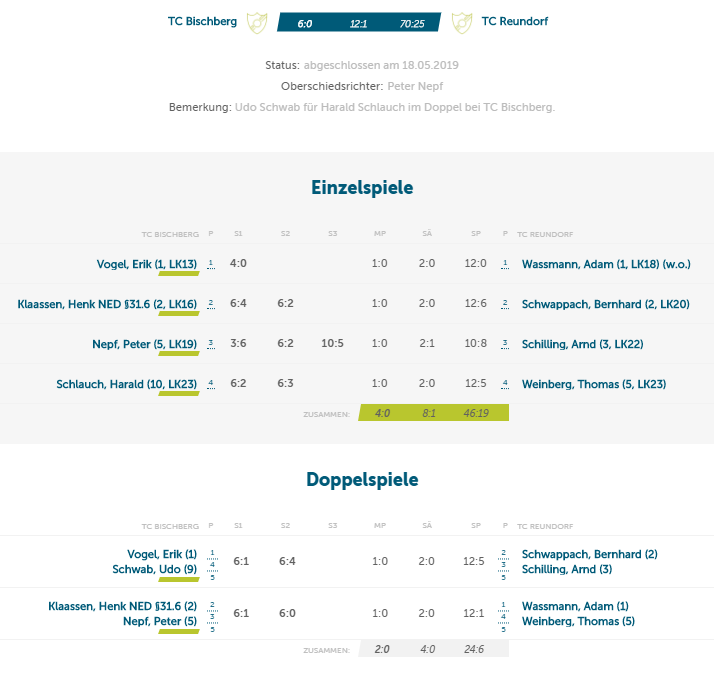 TC Bischberg 6:0 12:1 70:25 TC Reundorf
Status: abgeschlossen am 18.05.2019
Oberschiedsrichter: Peter Nepf
Bemerkung: Udo Schwab für Harald Schlauch im Doppel bei TC Bischberg.
Einzelspiele
TC BISCHBERG P S1 S2 S3 MP SÄ SP P TC REUNDORF
Vogel, Erik (1, LK13) 1 4:0 1:0 2:0 12:0 1 Wassmann, Adam (1, LK18) (w.o.)
Klaassen, Henk NED §31.6 (2, LK16) 2 6:4 6:2 1:0 2:0 12:6 2 Schwappach, Bernhard (2, LK20)
Nepf, Peter (5, LK19) 3 3:6 6:2 10:5 1:0 2:1 10:8 3 Schilling, Arnd (3, LK22)
Schlauch, Harald (10, LK23) 4 6:2 6:3 1:0 2:0 12:5 4 Weinberg, Thomas (5, LK23)
ZUSAMMEN: 4:0 8:1 46:19
Doppelspiele
TC BISCHBERG P S1 S2 S3 MP SÄ SP P TC REUNDORF
Vogel, Erik (1) 1 2 Schwappach, Bernhard (2)
4 6:1 6:4 1:0 2:0 12:5 3
Schwab, Udo (9) 5 5 Schilling, Arnd (3)
Klaassen, Henk NED §31.6 (2) 2 1 Wassmann, Adam (1)
3 6:1 6:0 1:0 2:0 12:1 4
Nepf, Peter (5) 5 5 Weinberg, Thomas (5)
ZUSAMMEN: 2:0 4:0 24:6